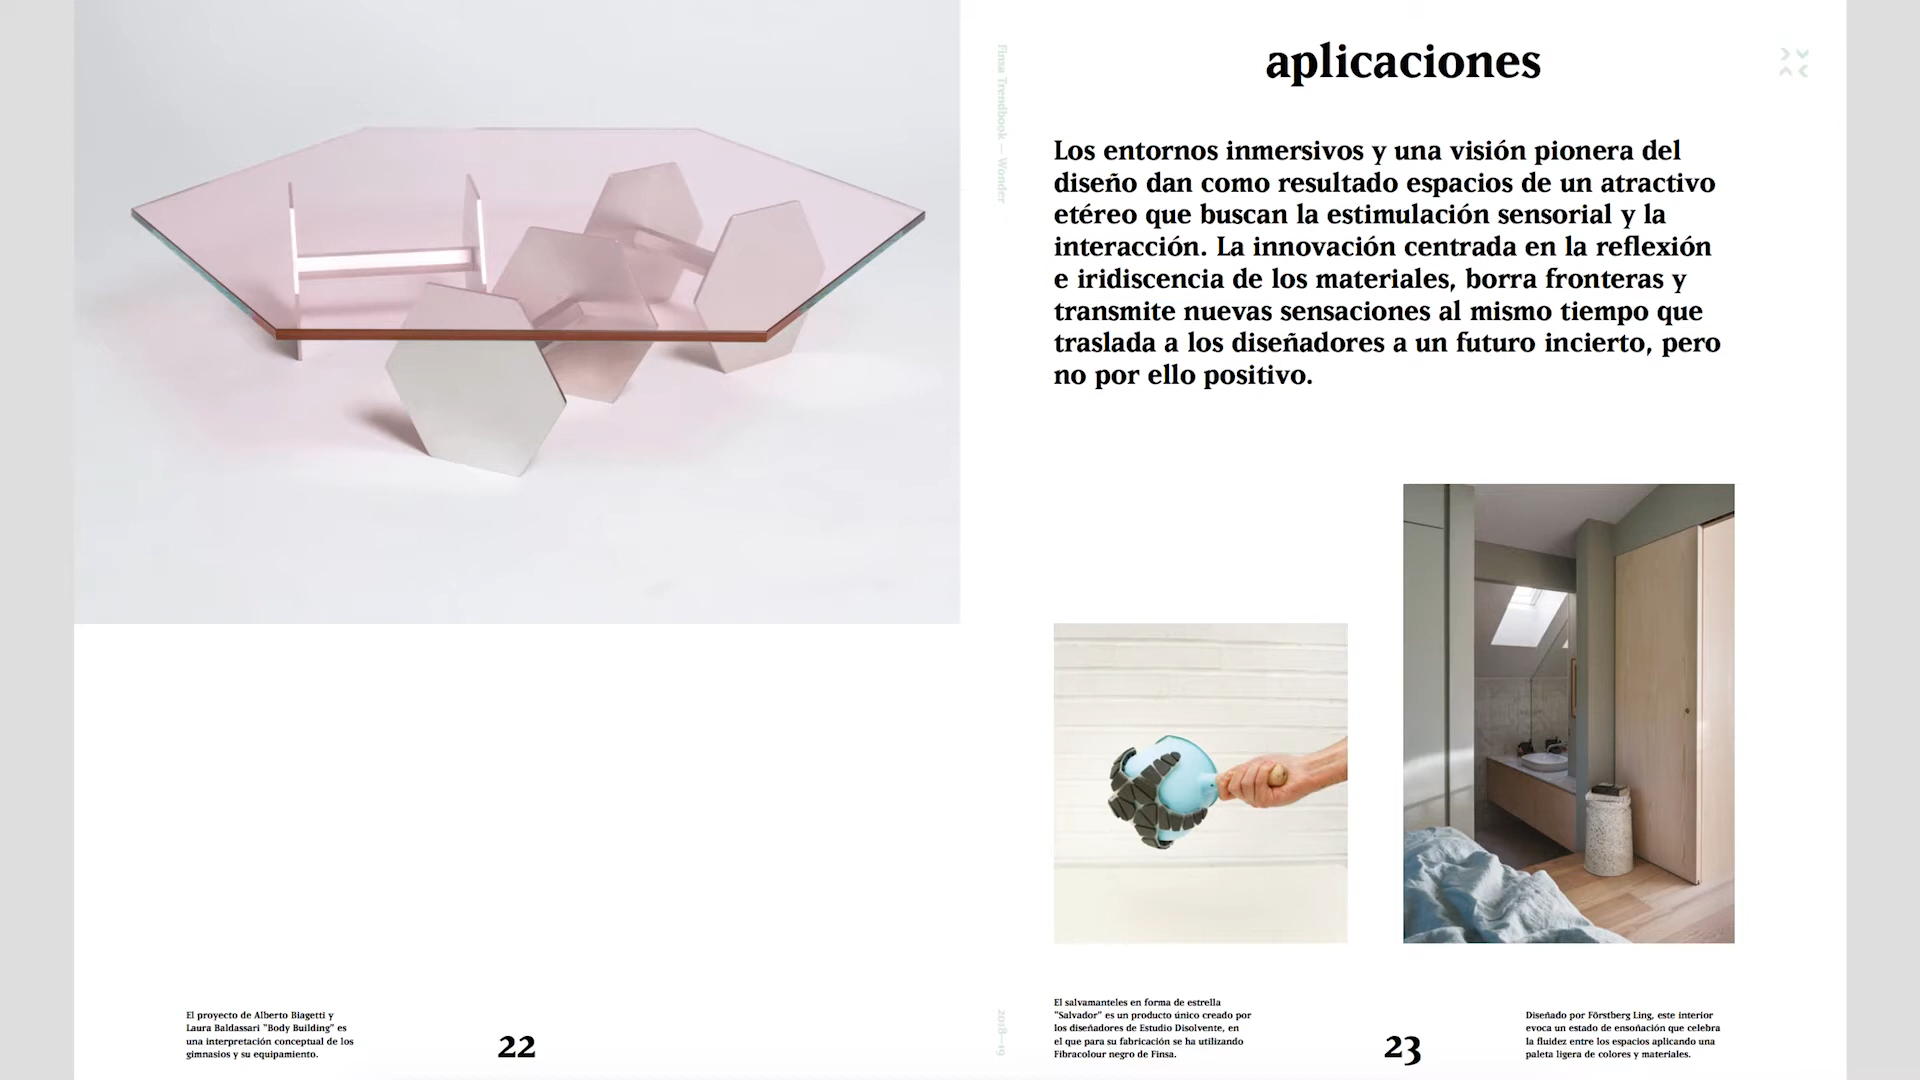 aplicaciones
Los entornos inmersivos y una visión pionera del
diseño dan como resultado espacios de un atractivo
etéreo que buscan la estimulación sensorial y la
interacción. La innovación centrada en la reflexión
e iridiscencia de los materiales, borra fronteras y
transmite nuevas sensaciones al mismo tiempo que
traslada a los diseñadores a un futuro incierto, pero
no por ello positivo.
Finsa Trendbook — Wonder
El proyecto de Alberto Biagetti y
Laura Baldassari "Body Building" es
una interpretación conceptual de los
gimnasios y su equipamiento.
22
2018—19
El salvamanteles en forma de estrella
"Salvador" es un producto único creado por
los diseñadores de Estudio Disolvente, en
el que para su fabricación se ha utilizando
Fibracolour negro de Finsa.
23
Diseñado por Förstberg Ling, este interior
evoca un estado de ensoñación que celebra
la fluidez entre los espacios aplicando una
paleta ligera de colores y materiales.